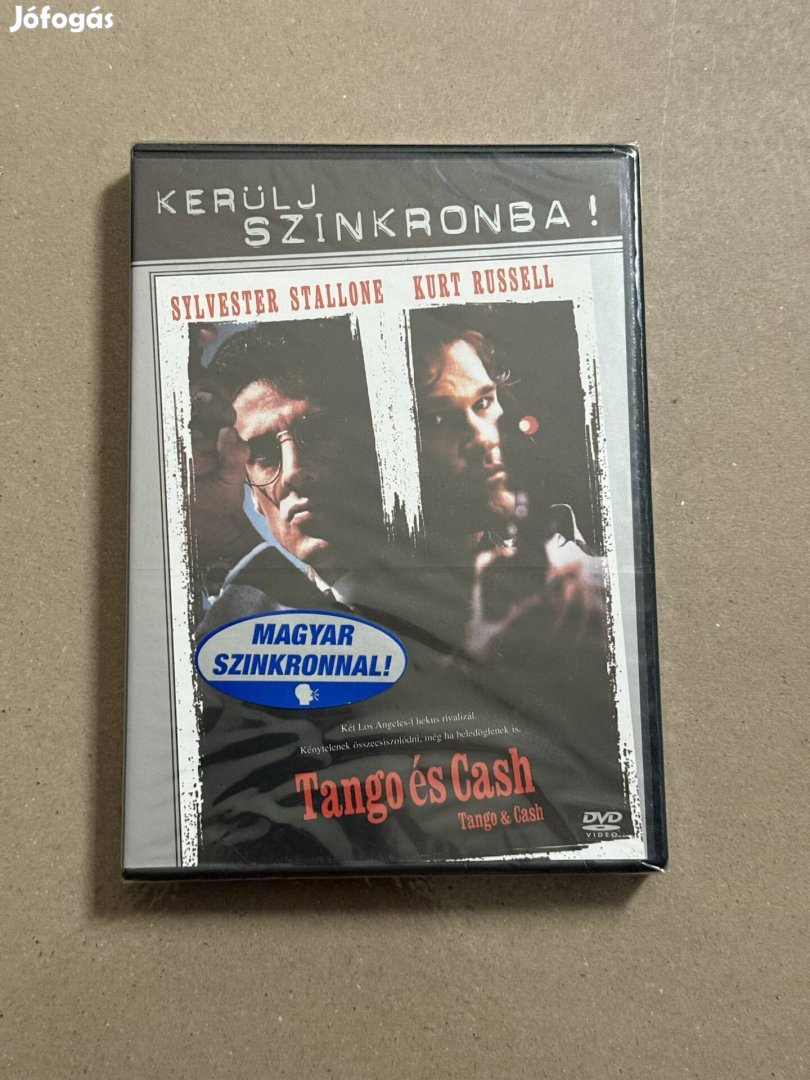 Jófogás
KERÜLJ
SZINKRONBA!
SYLVESTER STALLONE KURT RUSSELL
MAGYAR
SZINKRONNAL!
Két Los Angeles-i hekus rivalizál.
Kénytelenek összecsiszolódni, még ha beledöglenek is.
Tango és Cash
Tango & Cash
DVD
VIDEO